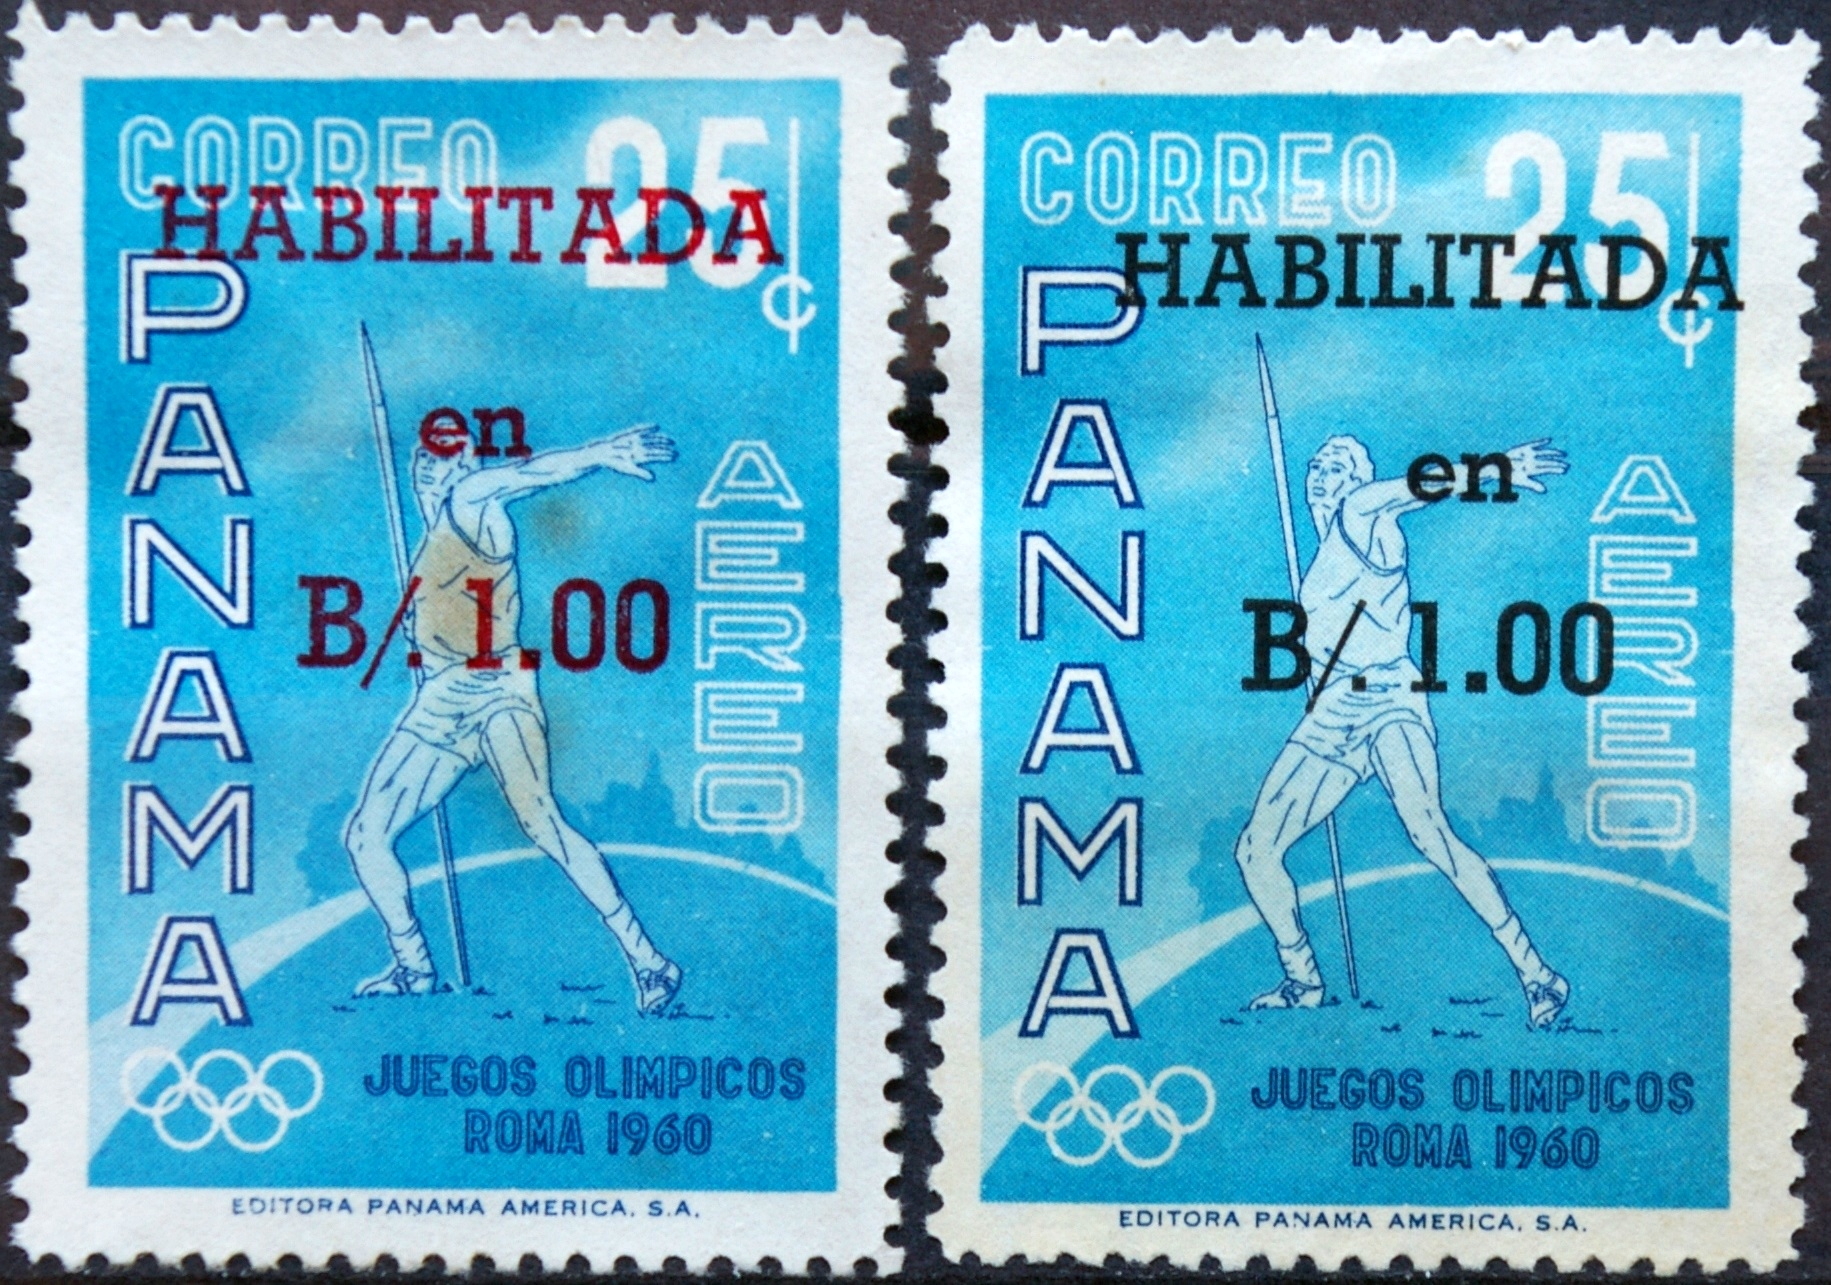 CORREO 25¢
HABILITADA
PANAMA
en
AEREO
B/. 1.00
JUEGOS OLIMPICOS
ROMA 1960
EDITORA PANAMA AMERICA, S.A.
CORREO 25¢
HABILITADA
PANAMA
en
AEREO
B/. 1.00
JUEGOS OLIMPICOS
ROMA 1960
EDITORA PANAMA AMERICA, S.A.